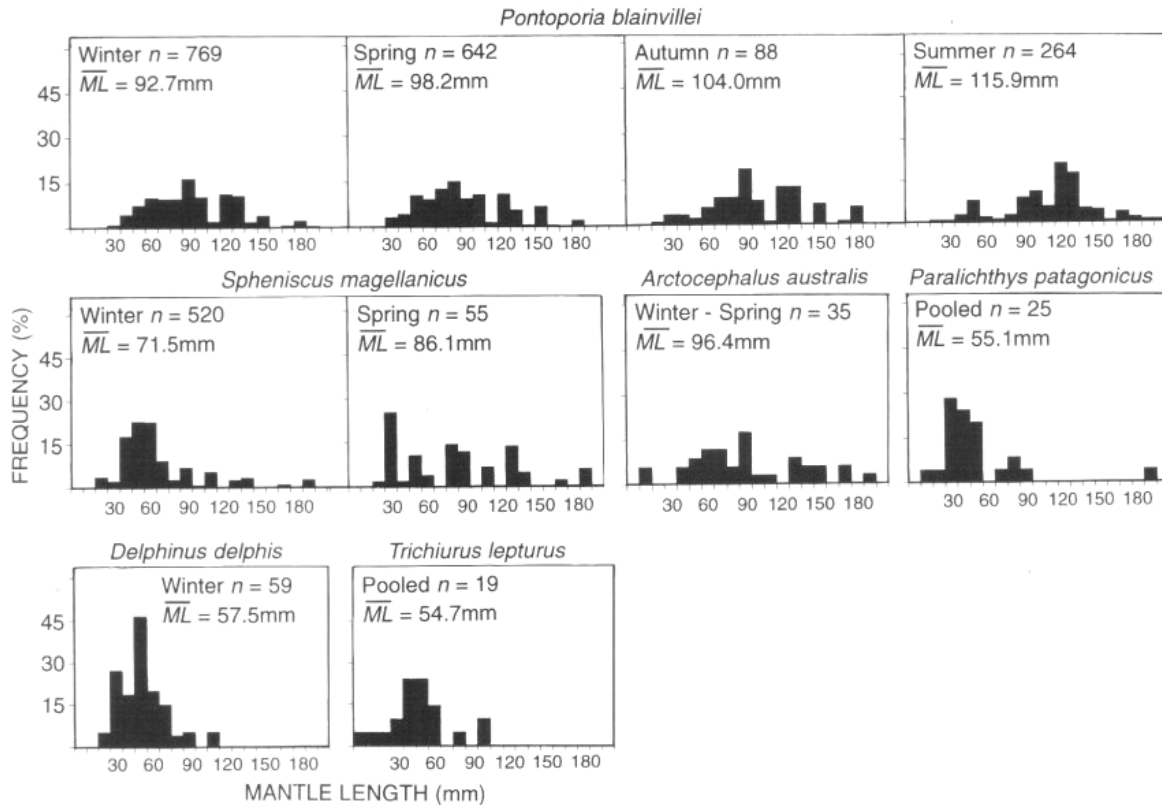 Pontoporia blainvillei
Winter n = 769
ML = 92.7mm
Spring n = 642
ML = 98.2mm
Autumn n = 88
ML = 104.0mm
Summer n = 264
ML = 115.9mm
45
30
15
30 60 90 120 150 180
30 60 90 120 150 180
30 60 90 120 150 180
30 60 90 120 150 180
Spheniscus magellanicus
Arctocephalus australis
Paralichthys patagonicus
Winter n = 520
ML = 71.5mm
Spring n = 55
ML = 86.1mm
Winter - Spring n = 35
ML = 96.4mm
Pooled n = 25
ML = 55.1mm
FREQUENCY (%)
45
30
15
30 60 90 120 150 180
30 60 90 120 150 180
30 60 90 120 150 180
30 60 90 120 150 180
Delphinus delphis
Trichiurus lepturus
Winter n = 59
ML = 57.5mm
Pooled n = 19
ML = 54.7mm
45
30
15
30 60 90 120 150 180
30 60 90 120 150 180
MANTLE LENGTH (mm)